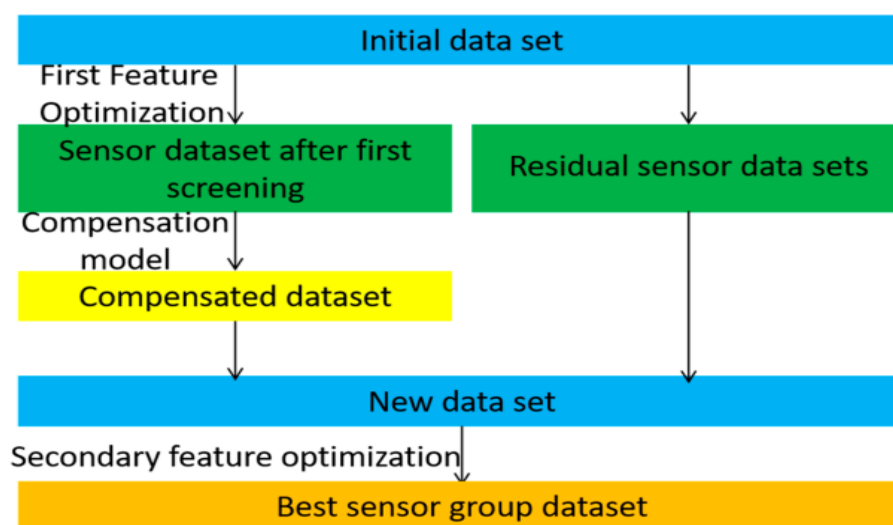 Initial data set
First Feature
Optimization
Sensor dataset after first
screening
Residual sensor data sets
Compensation
model
Compensated dataset
New data set
Secondary feature optimization
Best sensor group dataset